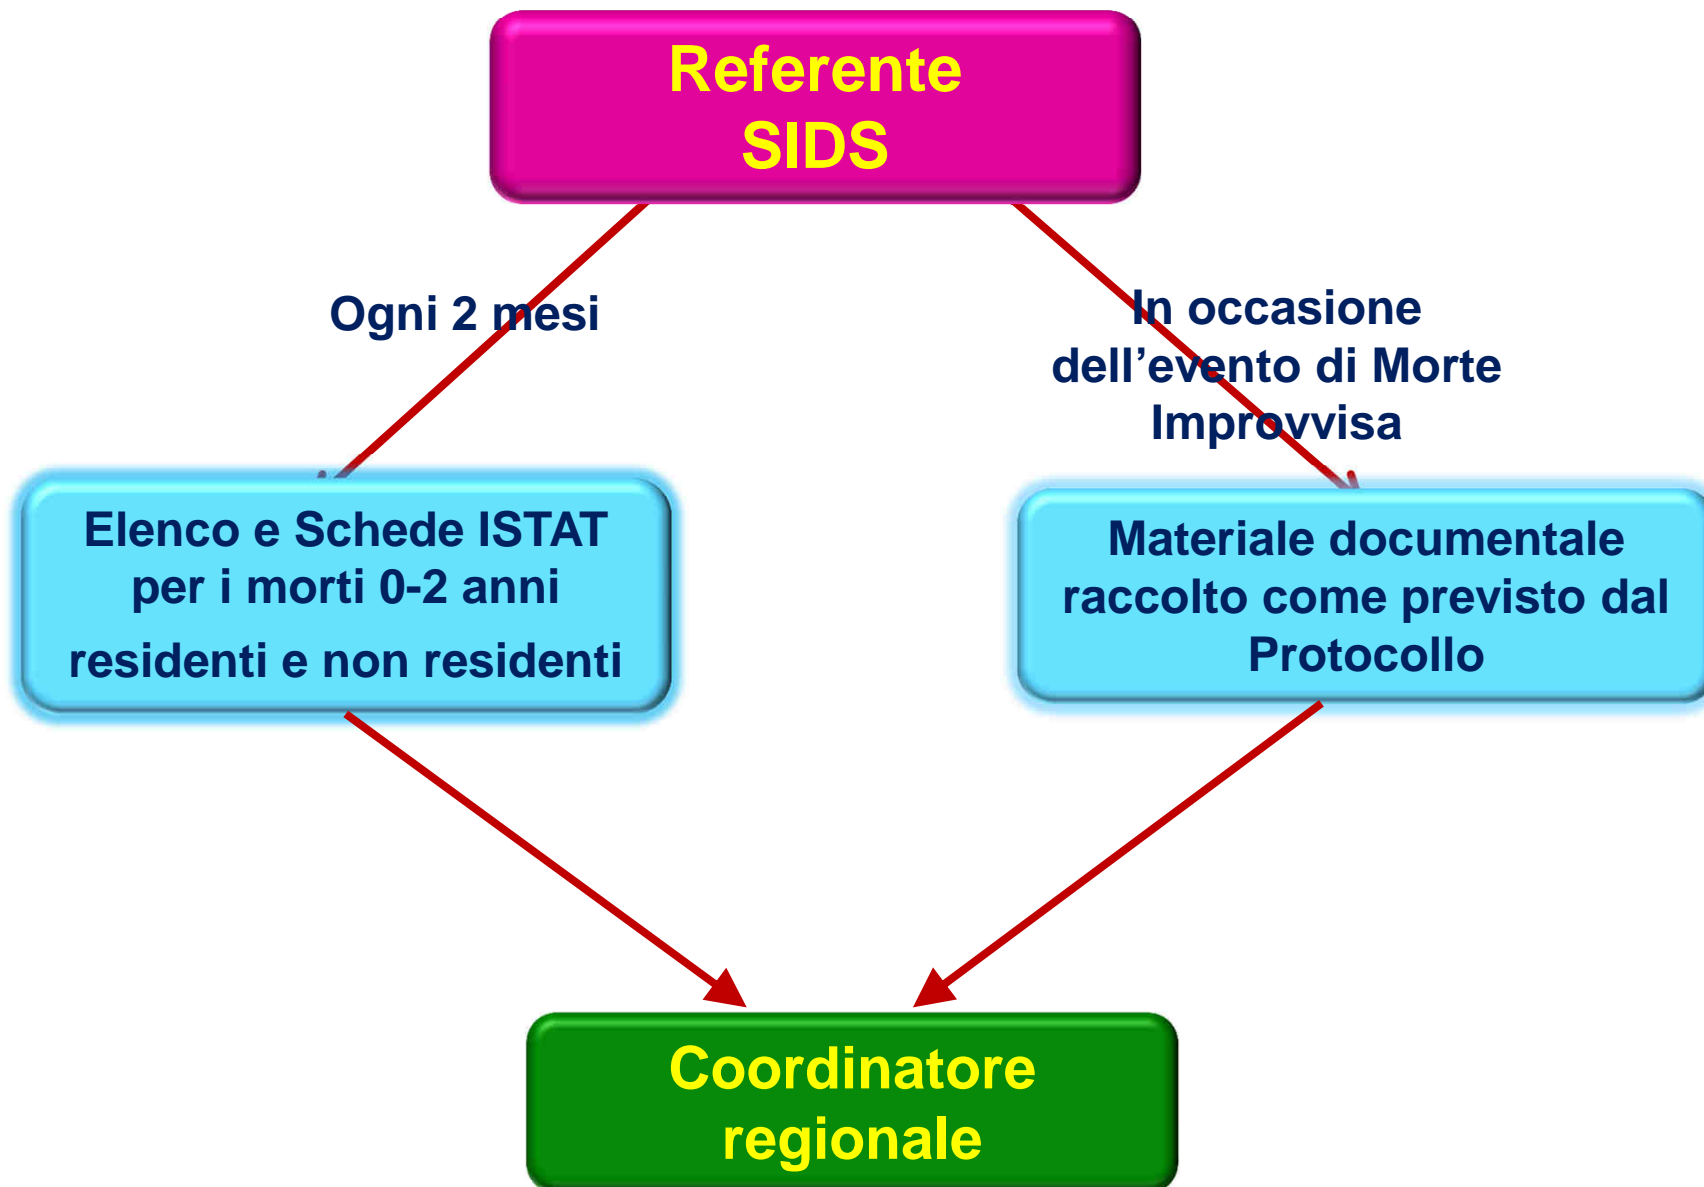 Referente
SIDS
Ogni 2 mesi
In occasione
dell’evento di Morte
Improvvisa
Elenco e Schede ISTAT
per i morti 0-2 anni
residenti e non residenti
Materiale documentale
raccolto come previsto dal
Protocollo
Coordinatore
regionale